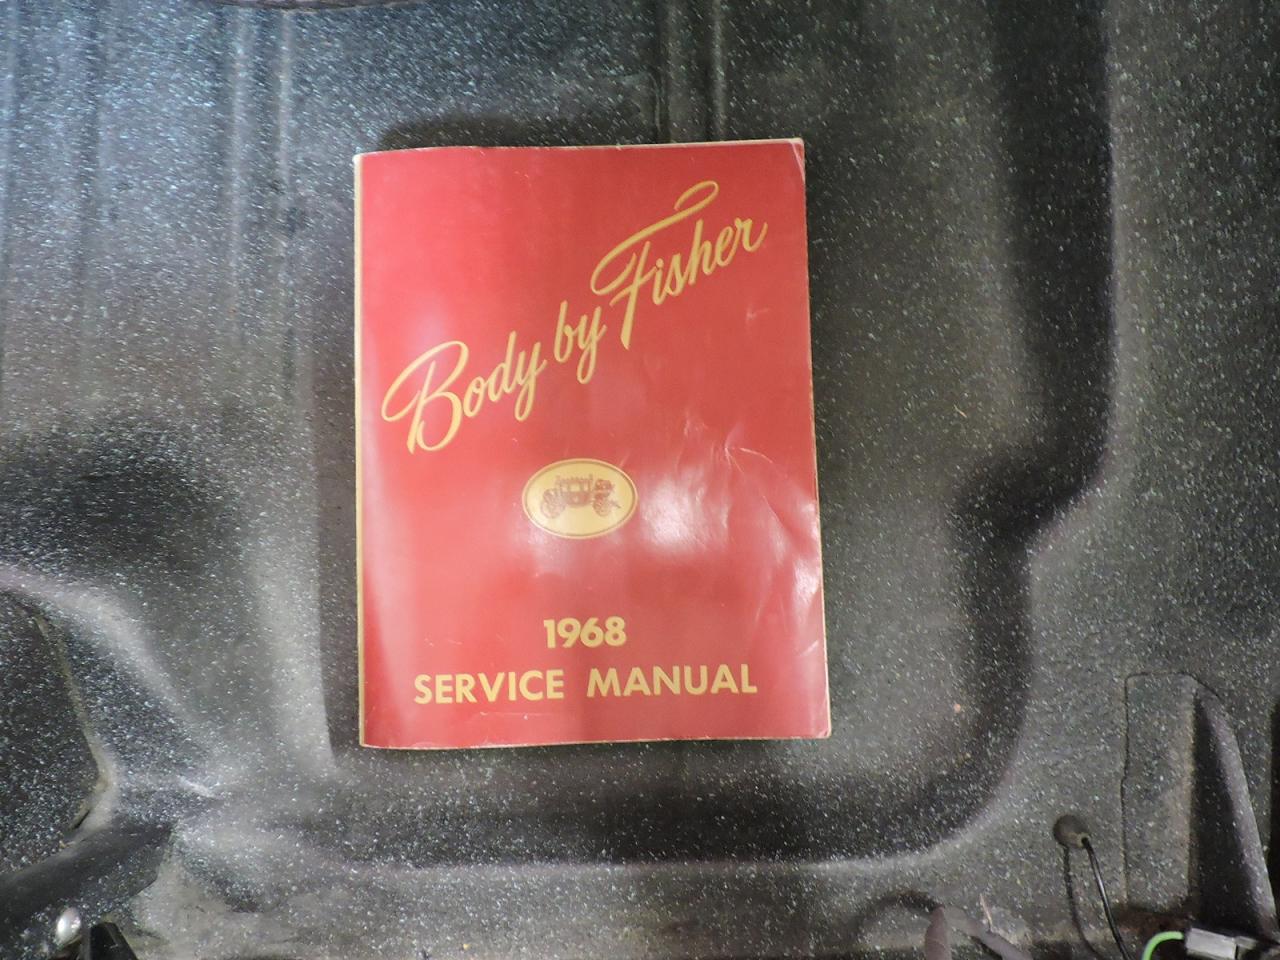 Body by Fisher
1968
SERVICE MANUAL